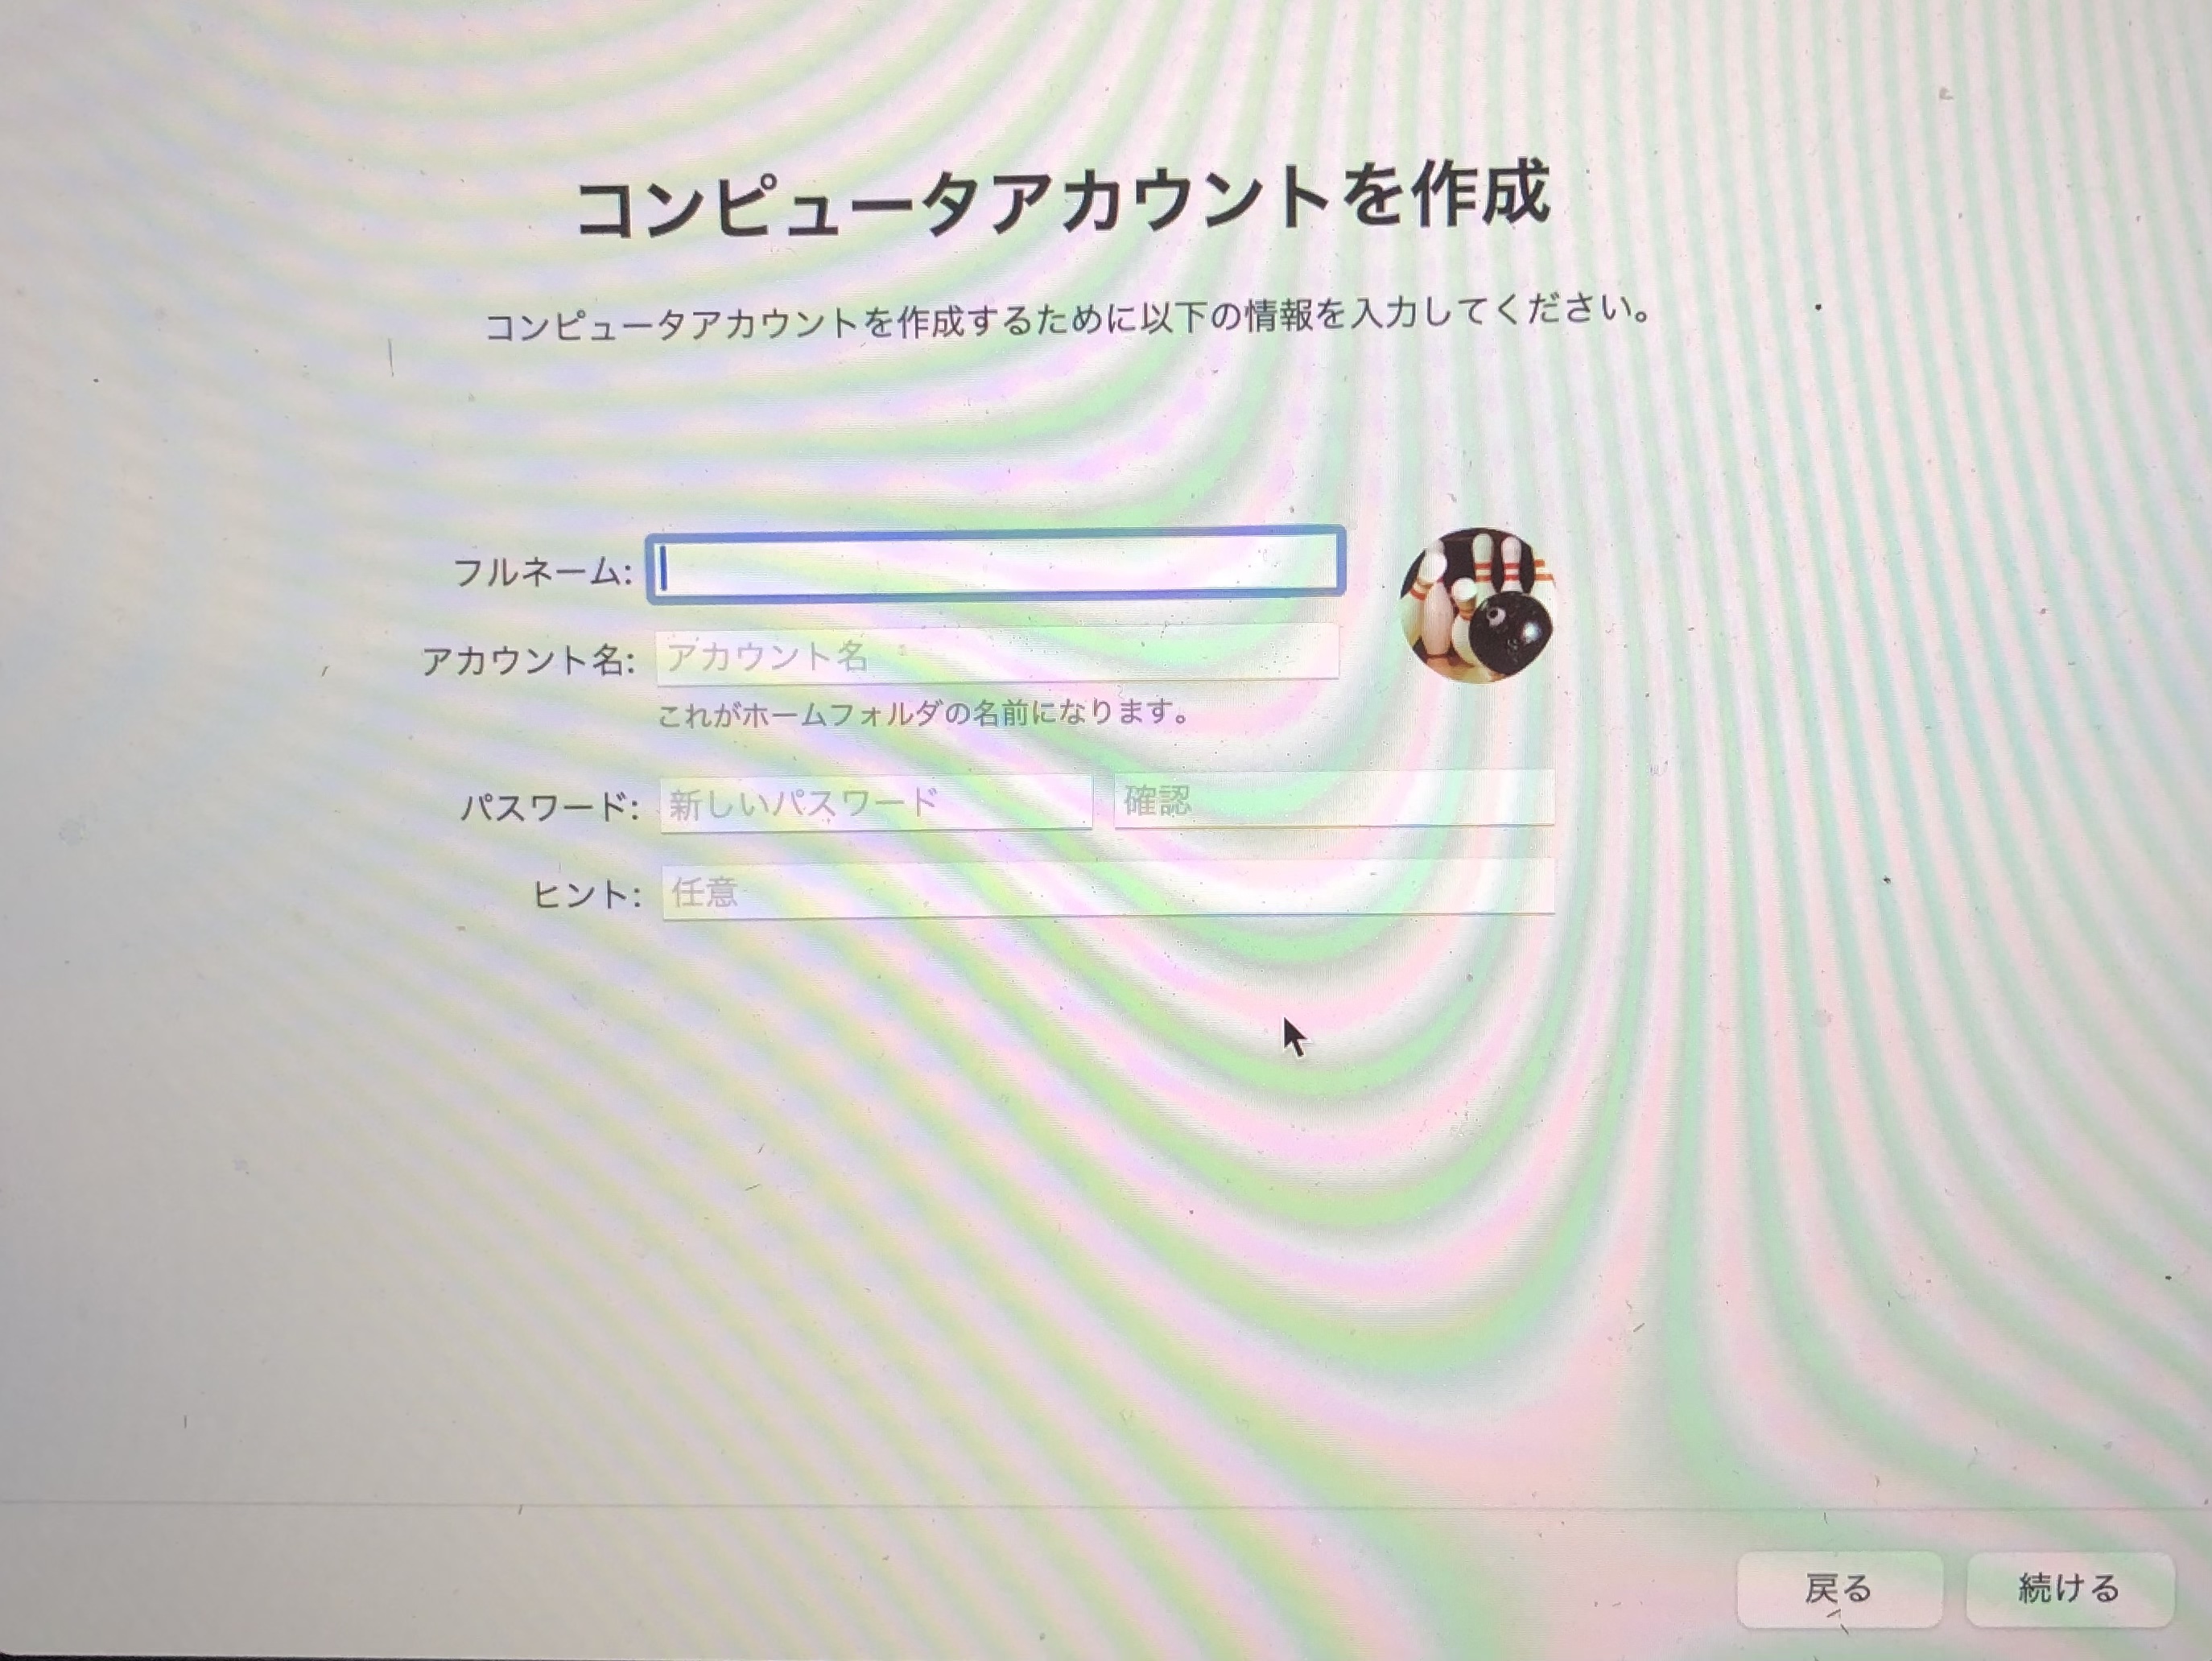 コンピュータアカウントを作成
コンピュータアカウントを作成するために以下の情報を入力してください。
フルネーム:
アカウント名: アカウント名
これがホームフォルダの名前になります。
パスワード: 新しいパスワード 確認
ヒント: 任意
戻る 続ける